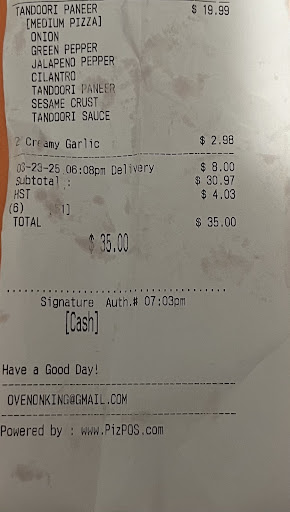 TANDOORI PANEER $ 19.99
[MEDIUM PIZZA]
ONION
GREEN PEPPER
JALAPENO PEPPER
CILANTRO
TANDOORI PANEER
SESAME CRUST
TANDOORI SAUCE
2 Creamy Garlic $ 2.98
03-23-25 06:08pm Delivery $ 8.00
Subtotal : $ 30.97
HST $ 4.03
(6)
TOTAL $ 35.00
$ 35.00
Signature Auth.# 07:03pm
[Cash]
Have a Good Day!
OVENONKING@GMAIL.COM
Powered by : www.PizPOS.com